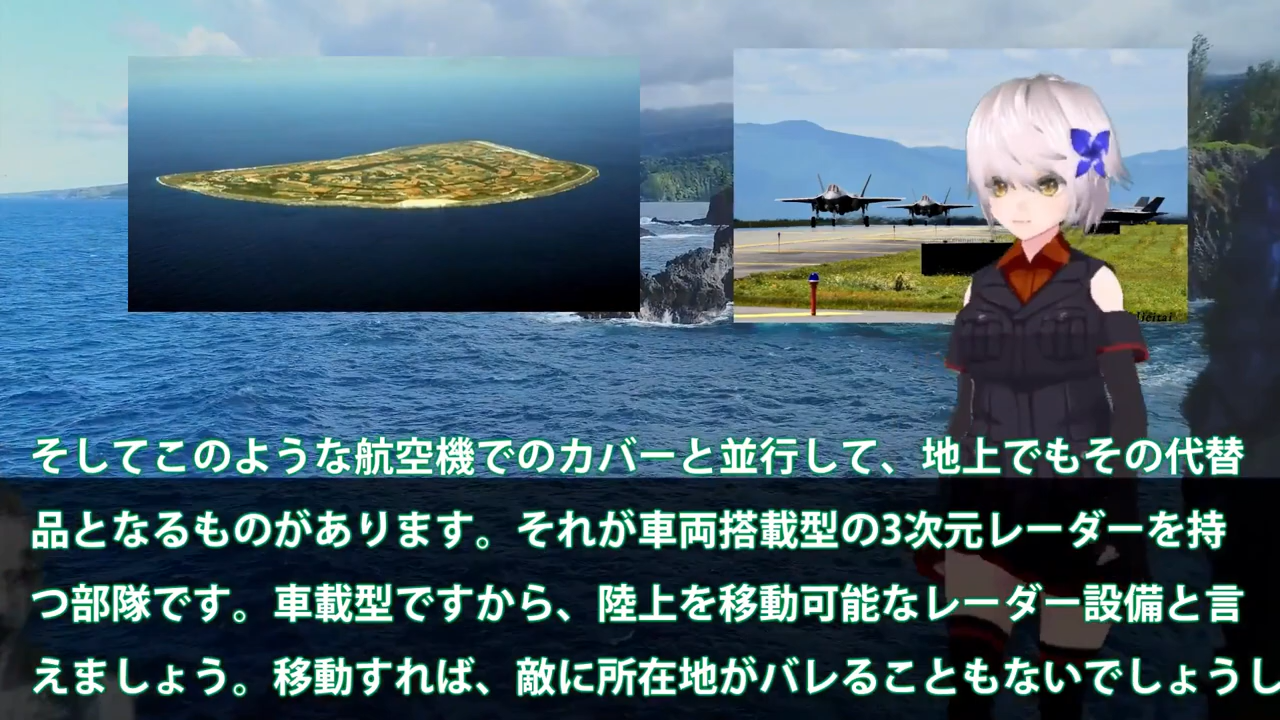 そしてこのような航空機でのカバーと並行して、地上でもその代替
品となるものがあります。それが車両搭載型の3次元レーダーを持
つ部隊です。車載型ですから、陸上を移動可能なレーダー設備と言
えましょう。移動すれば、敵に所在地がバレることもないでしょうし